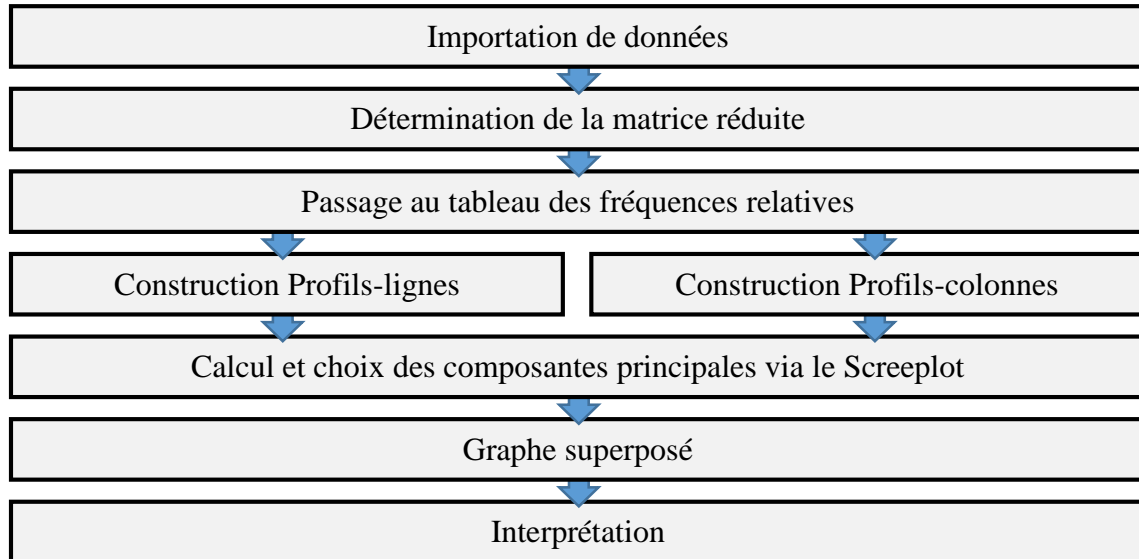 Importation de données
Détermination de la matrice réduite
Passage au tableau des fréquences relatives
Construction Profils-lignes
Construction Profils-colonnes
Calcul et choix des composantes principales via le Screeplot
Graphe superposé
Interprétation